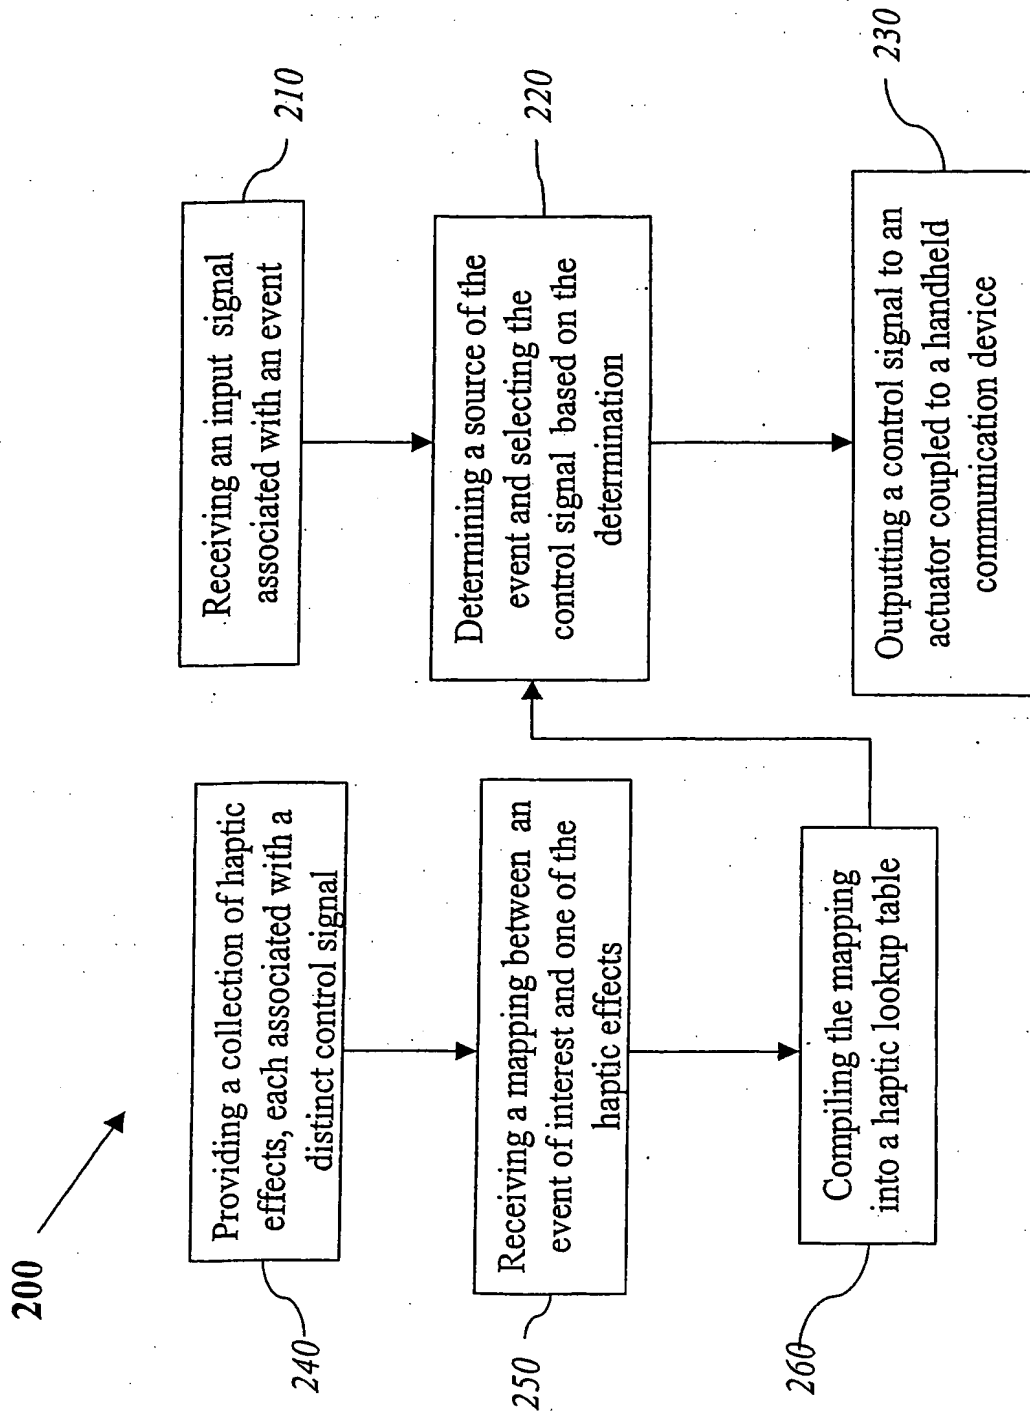 200
240
Providing a collection of haptic
effects, each associated with a
distinct control signal
250
Receiving a mapping between an
event of interest and one of the
haptic effects
260
Compiling the mapping
into a haptic lookup table
210
Receiving an input signal
associated with an event
220
Determining a source of the
event and selecting the
control signal based on the
determination
230
Outputting a control signal to an
actuator coupled to a handheld
communication device